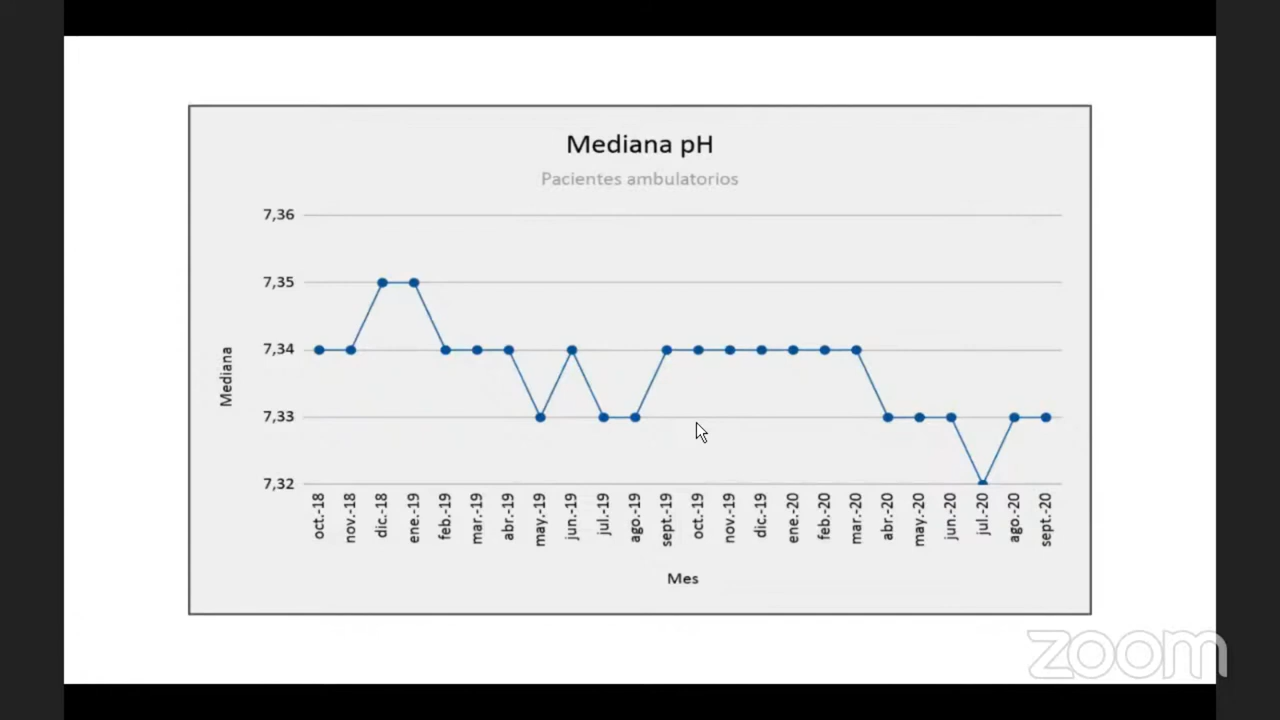 Mediana pH
Pacientes ambulatorios
7,36
7,35
7,34
7,33
7,32
Mediana
oct.-18
nov.-18
dic.-18
ene.-19
feb.-19
mar.-19
abr.-19
may.-19
jun.-19
jul.-19
ago.-19
sept.-19
oct.-19
nov.-19
dic.-19
ene.-20
feb.-20
mar.-20
abr.-20
may.-20
jun.-20
jul.-20
ago.-20
sept.-20
Mes
zoom